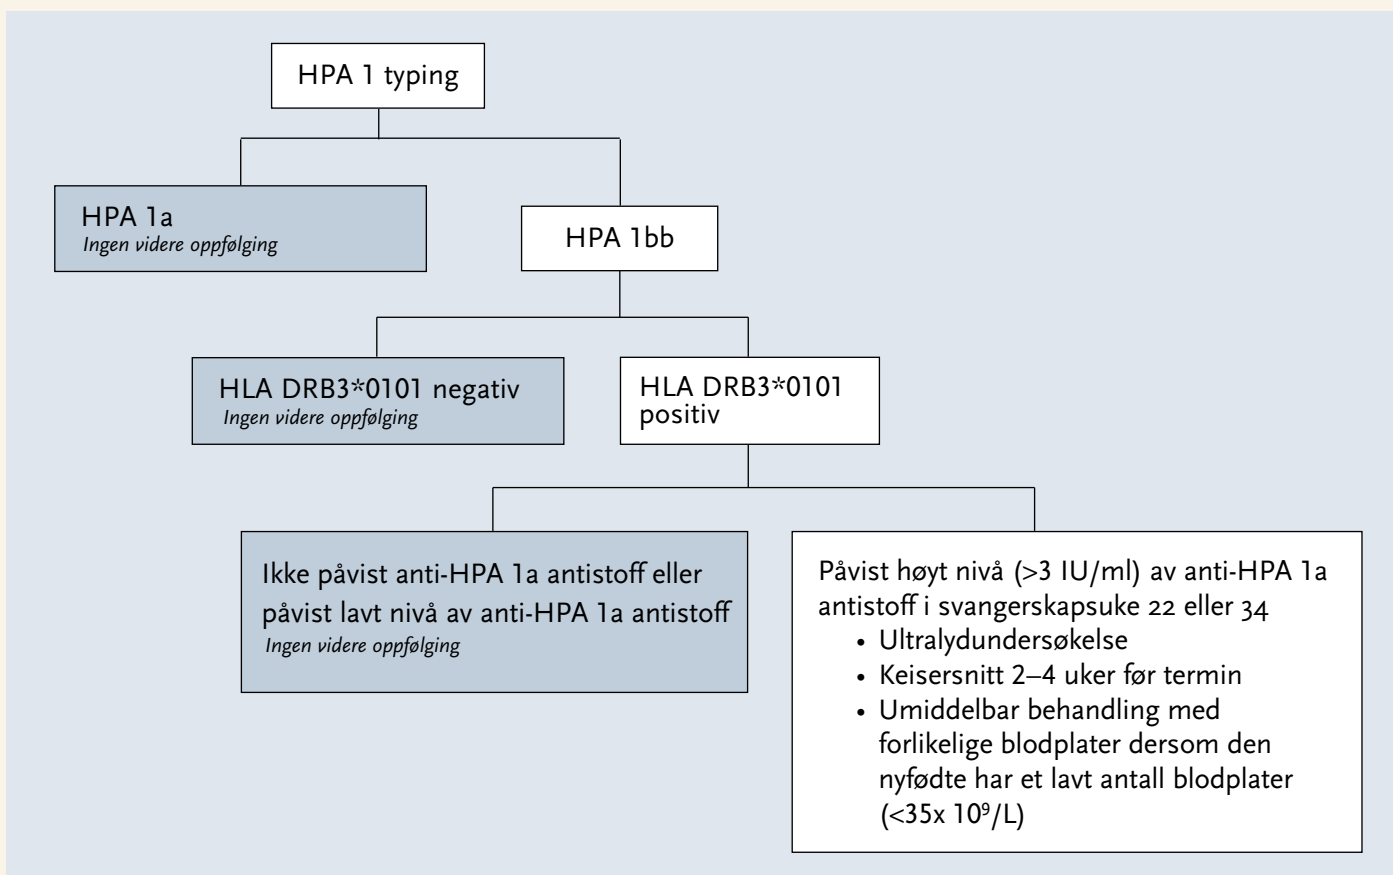 HPA 1 typing
HPA 1a
Ingen videre oppfølging
HPA 1bb
HLA DRB3*0101 negativ
Ingen videre oppfølging
HLA DRB3*0101
positiv
Ikke påvist anti-HPA 1a antistoff eller
påvist lavt nivå av anti-HPA 1a antistoff
Ingen videre oppfølging
Påvist høyt nivå (>3 IU/ml) av anti-HPA 1a
antistoff i svangerskapsuke 22 eller 34
• Ultralydundersøkelse
• Keisersnitt 2–4 uker før termin
• Umiddelbar behandling med
forlikelige blodplater dersom den
nyfødte har et lavt antall blodplater
(<35x 10⁹/L)